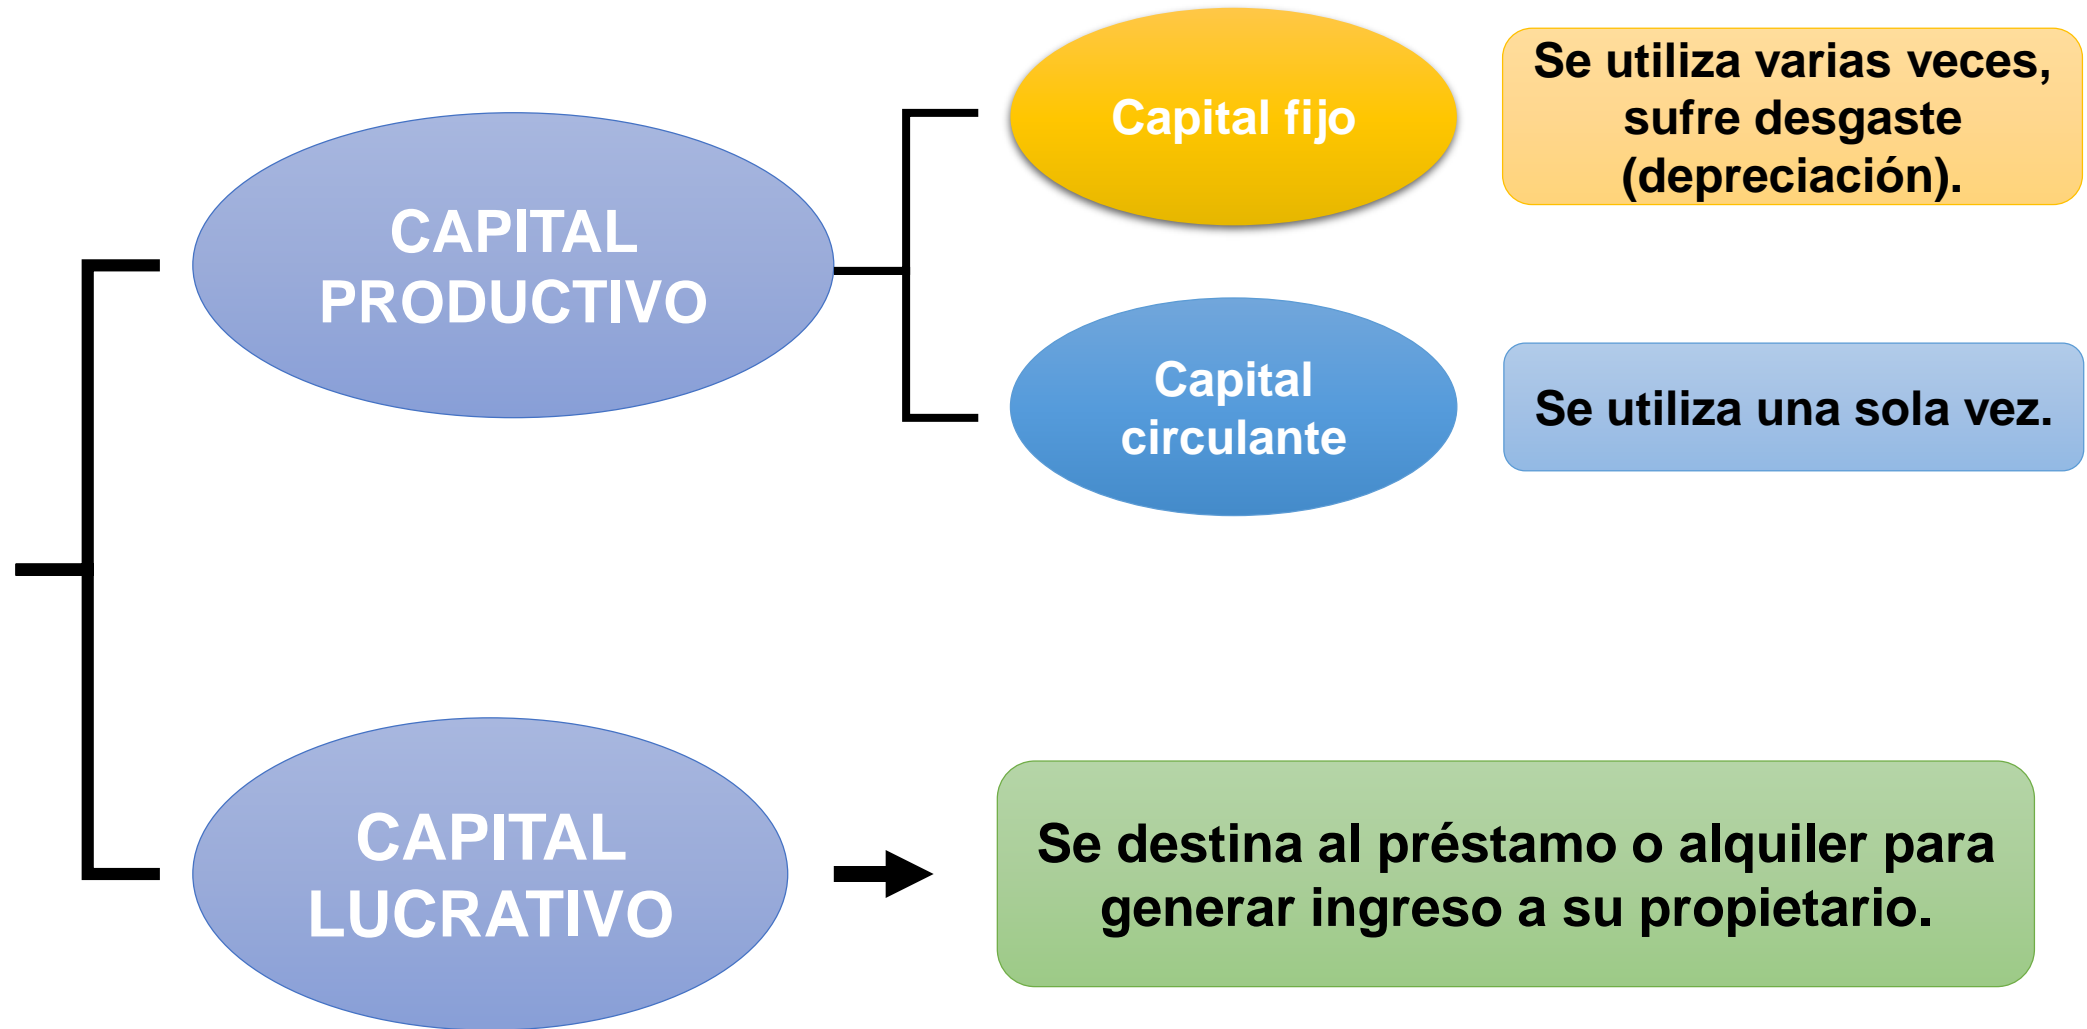 CAPITAL
PRODUCTIVO
Capital fijo
Se utiliza varias veces,
sufre desgaste
(depreciación).
Capital
circulante
Se utiliza una sola vez.
CAPITAL
LUCRATIVO
Se destina al préstamo o alquiler para
generar ingreso a su propietario.